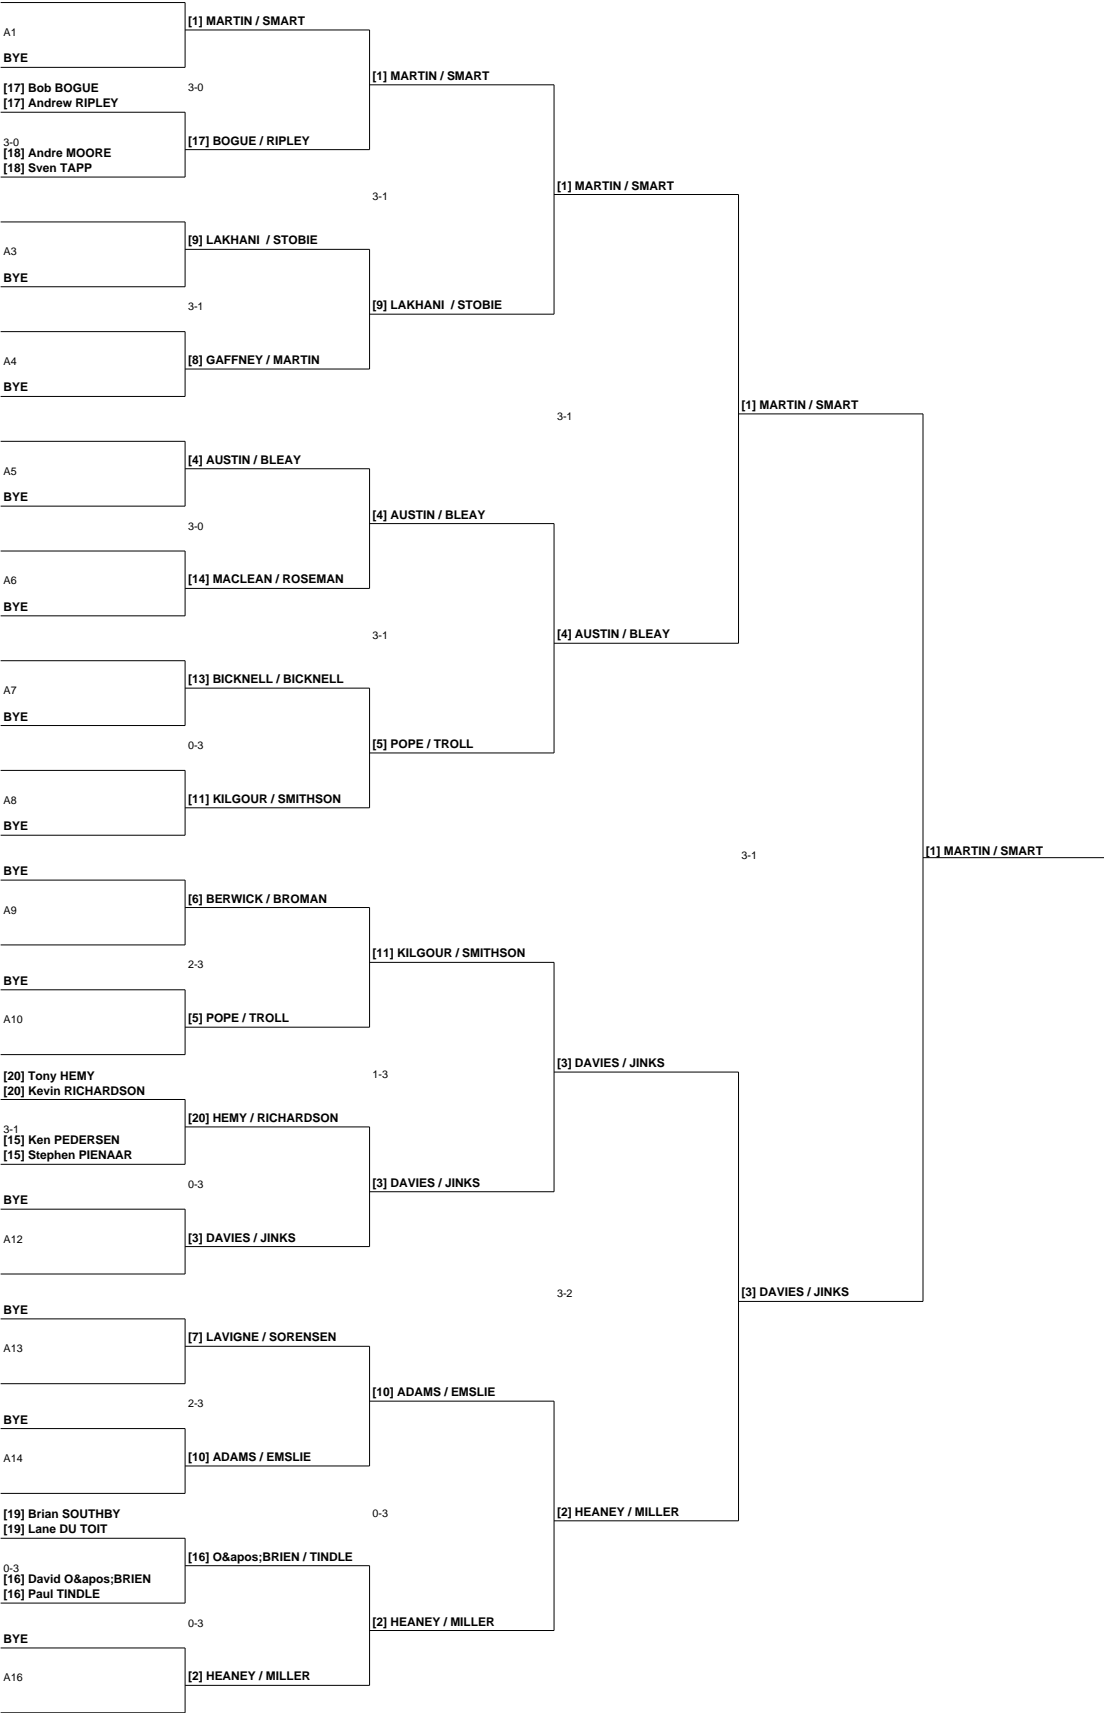 [1] MARTIN / SMART
A1
BYE
[1] MARTIN / SMART
[17] Bob BOGUE
3-0
[17] Andrew RIPLEY
3-0
[17] BOGUE / RIPLEY
[18] Andre MOORE
[18] Sven TAPP
[1] MARTIN / SMART
3-1
[9] LAKHANI / STOBIE
A3
BYE
3-1
[9] LAKHANI / STOBIE
[8] GAFFNEY / MARTIN
A4
BYE
[1] MARTIN / SMART
3-1
[4] AUSTIN / BLEAY
A5
BYE
[4] AUSTIN / BLEAY
3-0
A6
[14] MACLEAN / ROSEMAN
BYE
3-1
[4] AUSTIN / BLEAY
[13] BICKNELL / BICKNELL
A7
BYE
0-3
[5] POPE / TROLL
A8
[11] KILGOUR / SMITHSON
BYE
3-1
[1] MARTIN / SMART
BYE
[6] BERWICK / BROMAN
A9
[11] KILGOUR / SMITHSON
2-3
BYE
A10
[5] POPE / TROLL
[3] DAVIES / JINKS
[20] Tony HEMY
1-3
[20] Kevin RICHARDSON
[20] HEMY / RICHARDSON
3-1
[15] Ken PEDERSEN
[15] Stephen PIENAAR
0-3
[3] DAVIES / JINKS
BYE
A12
[3] DAVIES / JINKS
3-2
[3] DAVIES / JINKS
BYE
[7] LAVIGNE / SORENSEN
A13
[10] ADAMS / EMSLIE
2-3
BYE
A14
[10] ADAMS / EMSLIE
[19] Brian SOUTHBY
0-3
[2] HEANEY / MILLER
[19] Lane DU TOIT
[16] O&apos;BRIEN / TINDLE
0-3
[16] David O&apos;BRIEN
[16] Paul TINDLE
0-3
[2] HEANEY / MILLER
BYE
A16
[2] HEANEY / MILLER